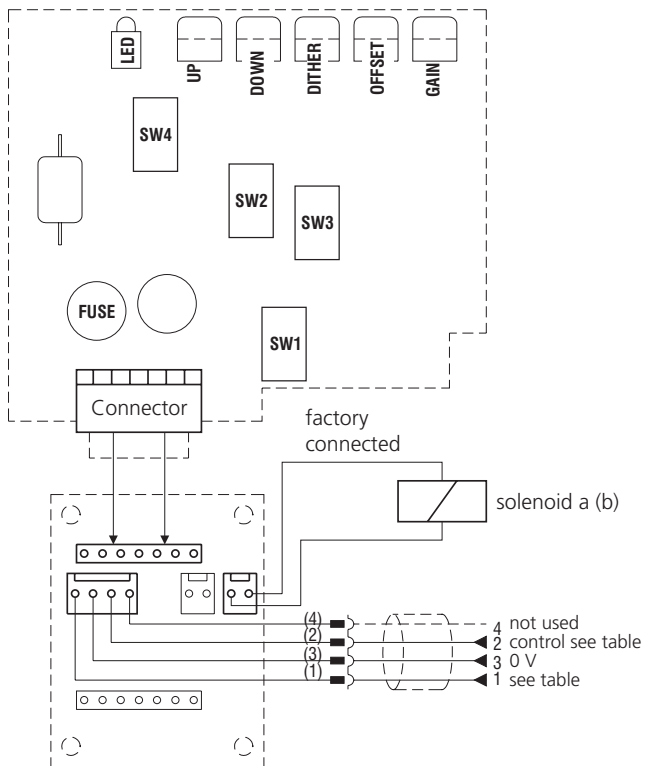 LED
UP
DOWN
DITHER
OFFSET
GAIN
SW4
SW2
SW3
FUSE
SW1
Connector
factory
connected
solenoid a (b)
(4)
4 not used
(2)
2 control see table
(3)
3 0 V
(1)
1 see table